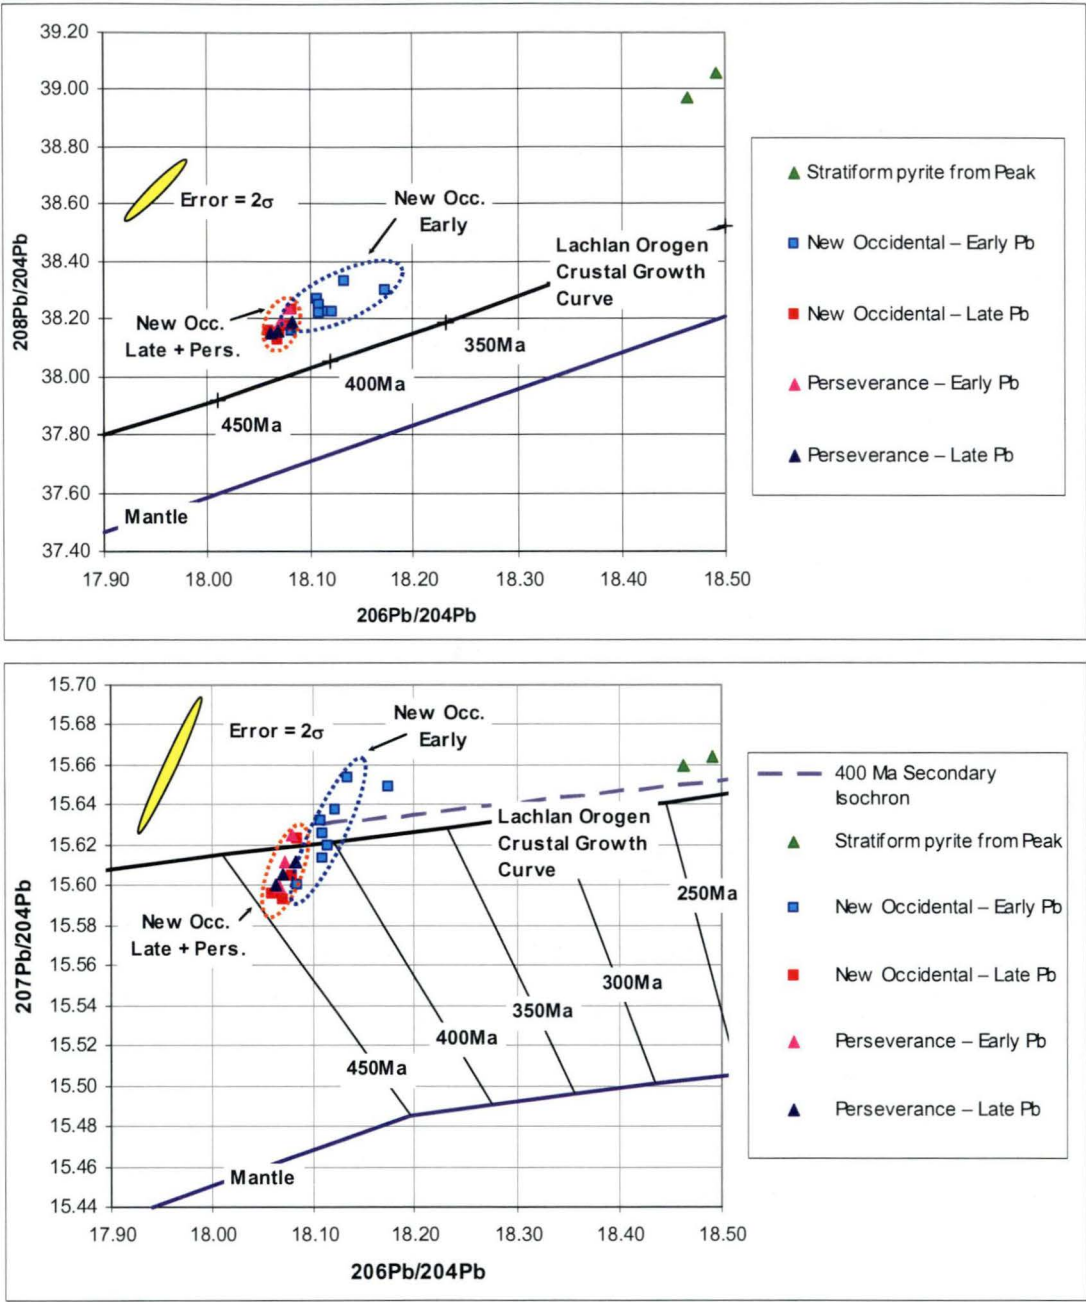 39.20
39.00
38.80
38.60
38.40
38.20
38.00
37.80
37.60
37.40
208Pb/204Pb
Error = 2σ
New Occ.
Early
Lachlan Orogen
Crustal Growth
Curve
New Occ.
Late + Pers.
350Ma
400Ma
450Ma
Mantle
17.90 18.00 18.10 18.20 18.30 18.40 18.50
206Pb/204Pb
Stratiform pyrite from Peak
New Occidental – Early Pb
New Occidental – Late Pb
Perseverance – Early Pb
Perseverance – Late Pb
15.70
15.68
15.66
15.64
15.62
15.60
15.58
15.56
15.54
15.52
15.50
15.48
15.46
15.44
207Pb/204Pb
Error = 2σ
New Occ.
Early
Lachlan Orogen
Crustal Growth
Curve
New Occ.
Late + Pers.
250Ma
300Ma
350Ma
400Ma
450Ma
Mantle
17.90 18.00 18.10 18.20 18.30 18.40 18.50
206Pb/204Pb
400 Ma Secondary
Isochron
Stratiform pyrite from Peak
New Occidental – Early Pb
New Occidental – Late Pb
Perseverance – Early Pb
Perseverance – Late Pb